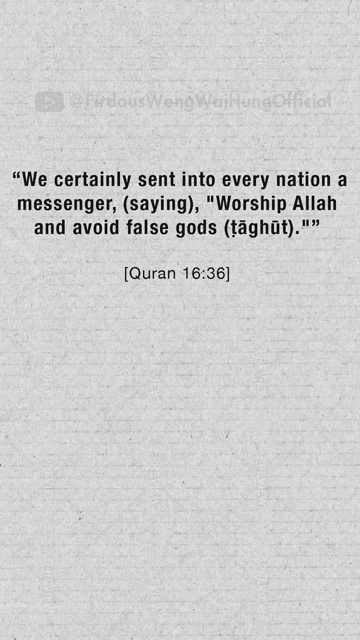 @FirdausWongWaiHungOfficial
“We certainly sent into every nation a
messenger, (saying), "Worship Allah
and avoid false gods (ṭāghūt)."”
[Quran 16:36]